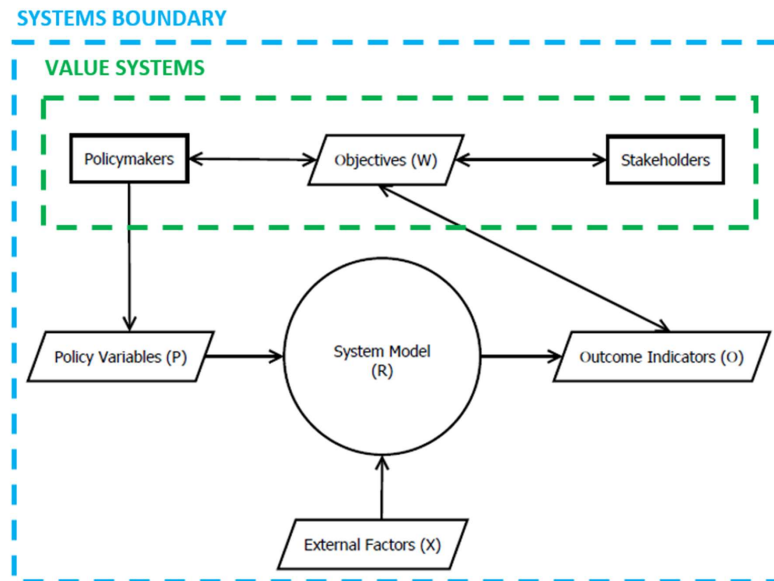 SYSTEMS BOUNDARY
VALUE SYSTEMS
Policymakers
Objectives (W)
Stakeholders
Policy Variables (P)
System Model
(R)
Outcome Indicators (O)
External Factors (X)